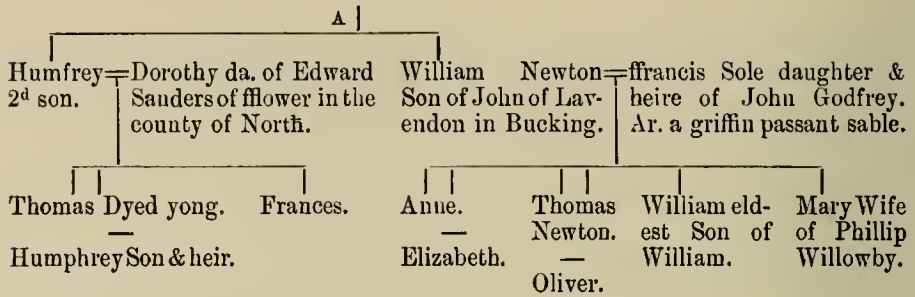 A
Humfrey=Dorothy da. of Edward
2d son. Sanders of fflower in the
county of North.
William Newton=ffrancis Sole daughter &
Son of John of Lav- heire of John Godfrey.
endon in Bucking. Ar. a griffin passant sable.
Thomas Dyed yong.
—
Humphrey Son & heir.
Frances.
Anne.
—
Elizabeth.
Thomas
Newton.
—
Oliver.
William eld-
est Son of
William.
Mary Wife
of Phillip
Willowby.